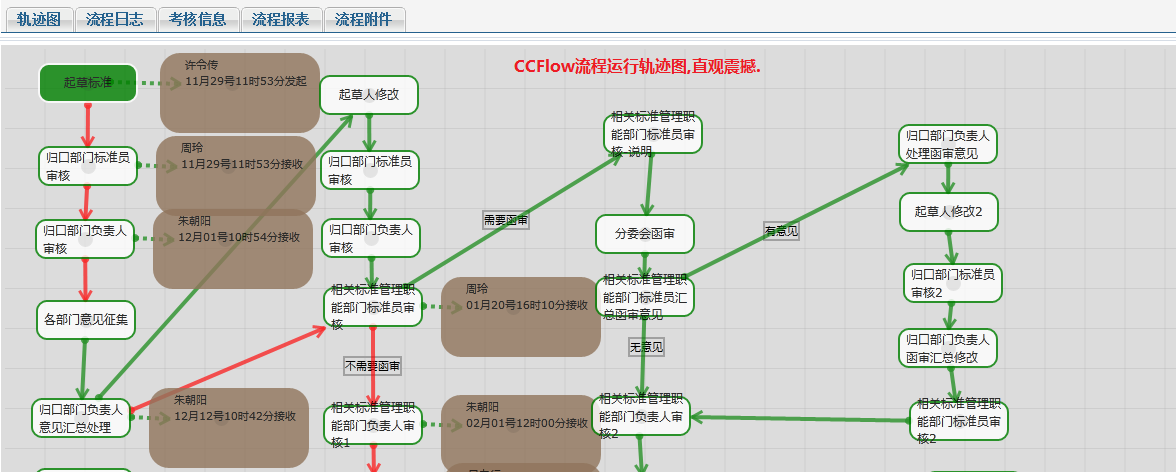 轨迹图
流程日志
考核信息
流程报表
流程附件
CCFlow流程运行轨迹图,直观震撼.
起草标准
许令传
11月29号11时53分发起
归口部门标准员
审核
周玲
11月29号11时53分接收
归口部门负责人
审核
朱朝阳
12月01号10时54分接收
各部门意见征集
归口部门负责人
意见汇总处理
朱朝阳
12月12号10时42分接收
起草人修改
归口部门标准员
审核
归口部门负责人
审核
相关标准管理职
能部门标准员审
核
周玲
01月20号16时10分接收
不需要函审
相关标准管理职
能部门负责人审
核1
朱朝阳
02月01号12时00分接收
需要函审
相关标准管理职
能部门标准员审
核-说明
分委会函审
相关标准管理职
能部门标准员汇
总函审意见
无意见
相关标准管理职
能部门负责人审
核2
有意见
归口部门负责人
处理函审意见
起草人修改2
归口部门标准员
审核2
归口部门负责人
函审汇总修改
相关标准管理职
能部门标准员审
核2